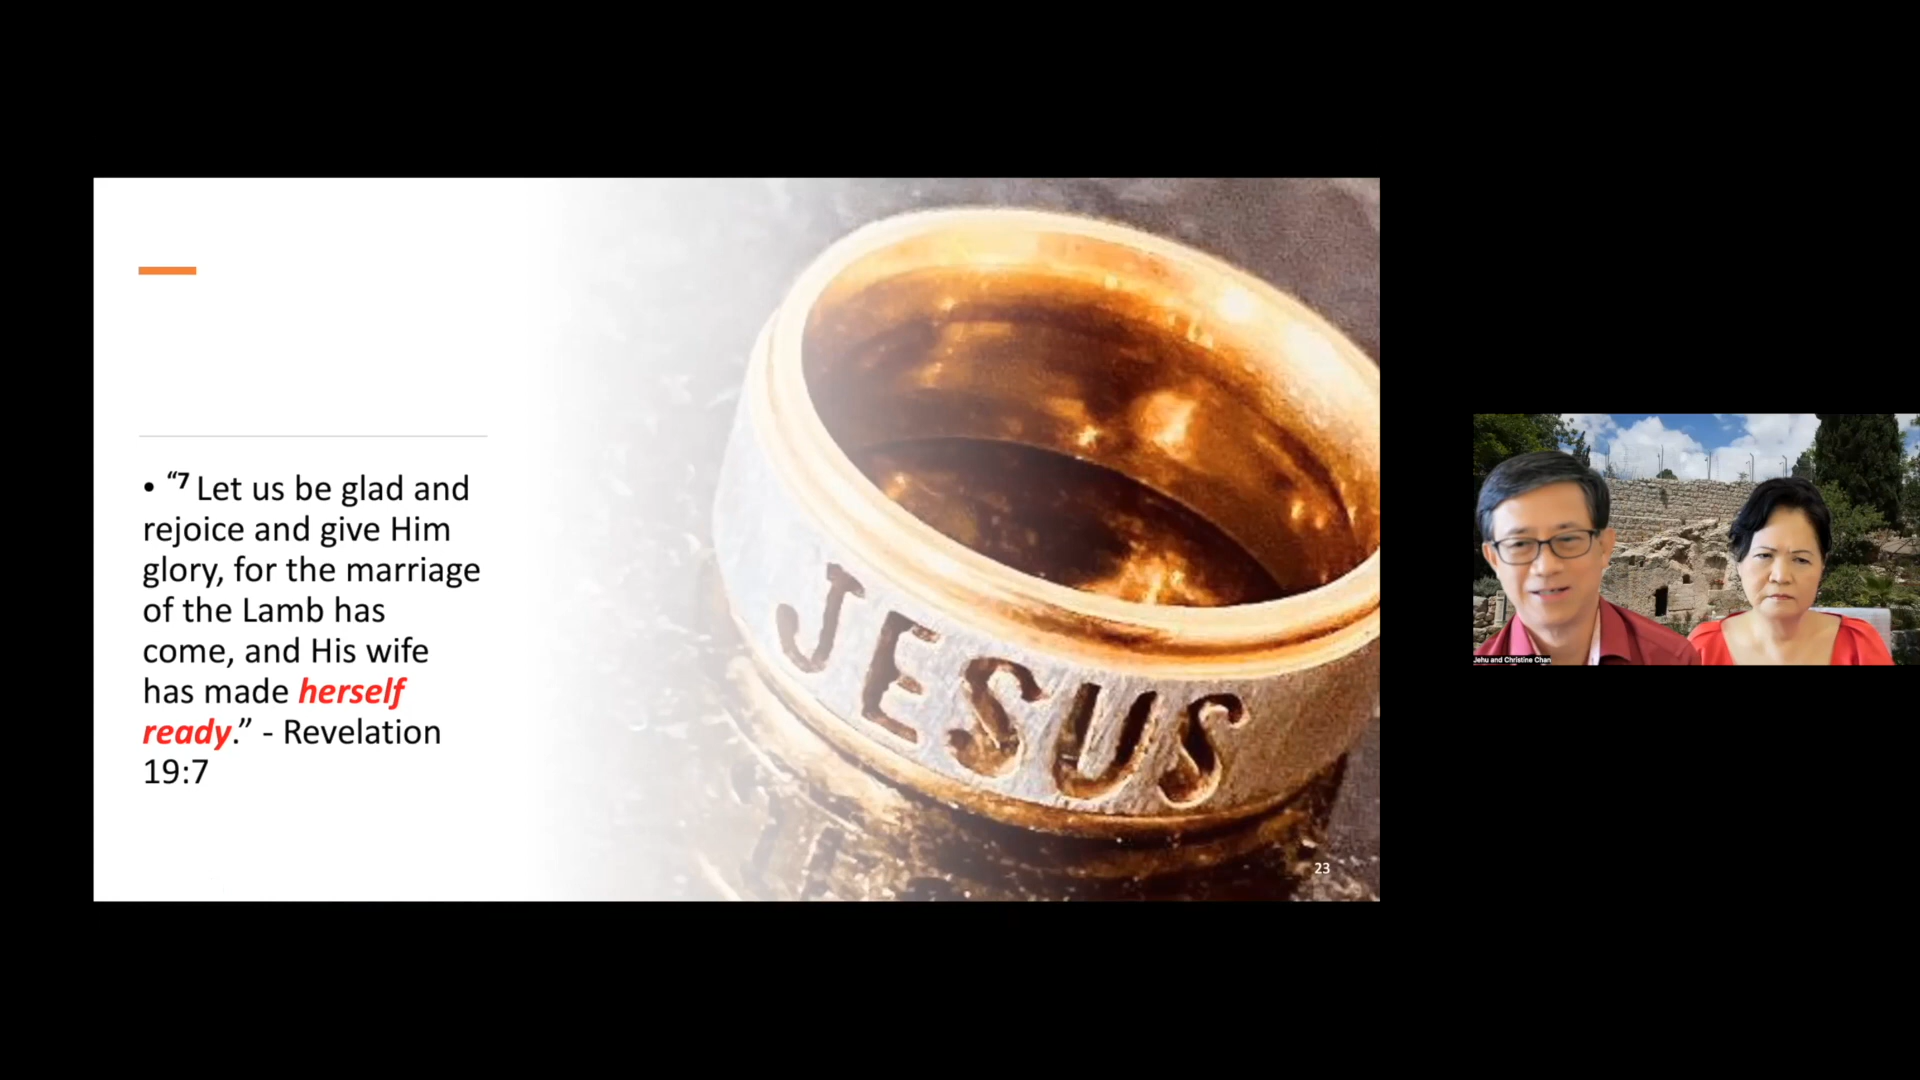 • “7 Let us be glad and
rejoice and give Him
glory, for the marriage
of the Lamb has
come, and His wife
has made herself
ready.” - Revelation
19:7
JESUS
23
Jehu and Christine Chan